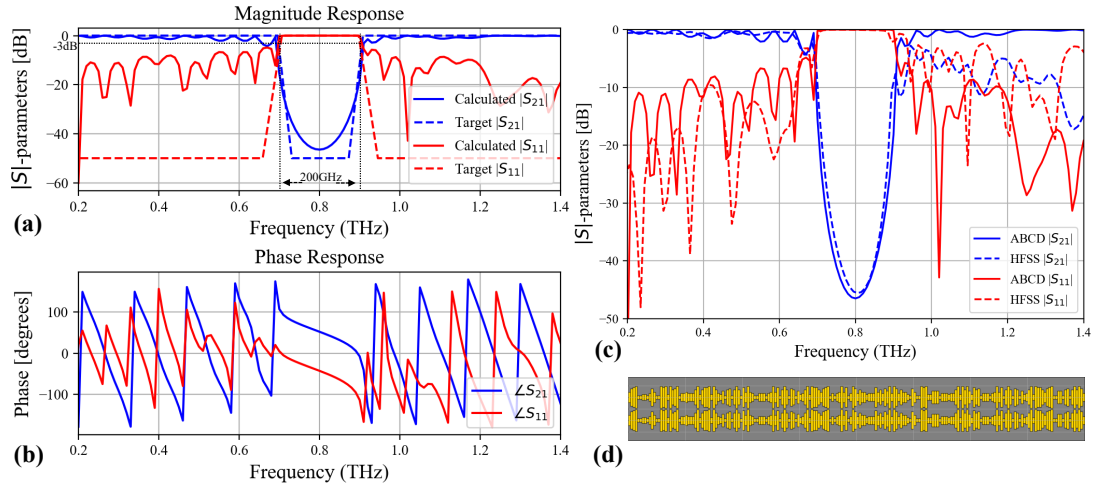 Magnitude Response
|S|-parameters [dB]
0
-3dB
−20
−40
−60
Calculated |S21|
Target |S21|
Calculated |S11|
Target |S11|
200GHz
0.2 0.4 0.6 0.8 1.0 1.2 1.4
Frequency (THz)
(a)
Phase Response
Phase [degrees]
100
0
−100
∠S21
∠S11
0.2 0.4 0.6 0.8 1.0 1.2 1.4
Frequency (THz)
(b)
|S|-parameters [dB]
0
−10
−20
−30
−40
−50
ABCD |S21|
HFSS |S21|
ABCD |S11|
HFSS |S11|
0.2 0.4 0.6 0.8 1.0 1.2 1.4
Frequency (THz)
(c)
(d)